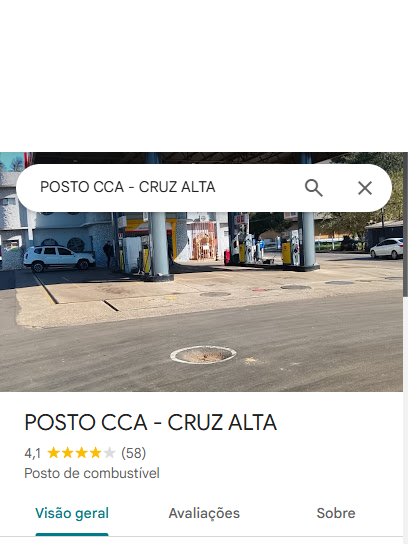 POSTO CCA - CRUZ ALTA
POSTO CCA - CRUZ ALTA
4,1 (58)
Posto de combustível
Visão geral Avaliações Sobre